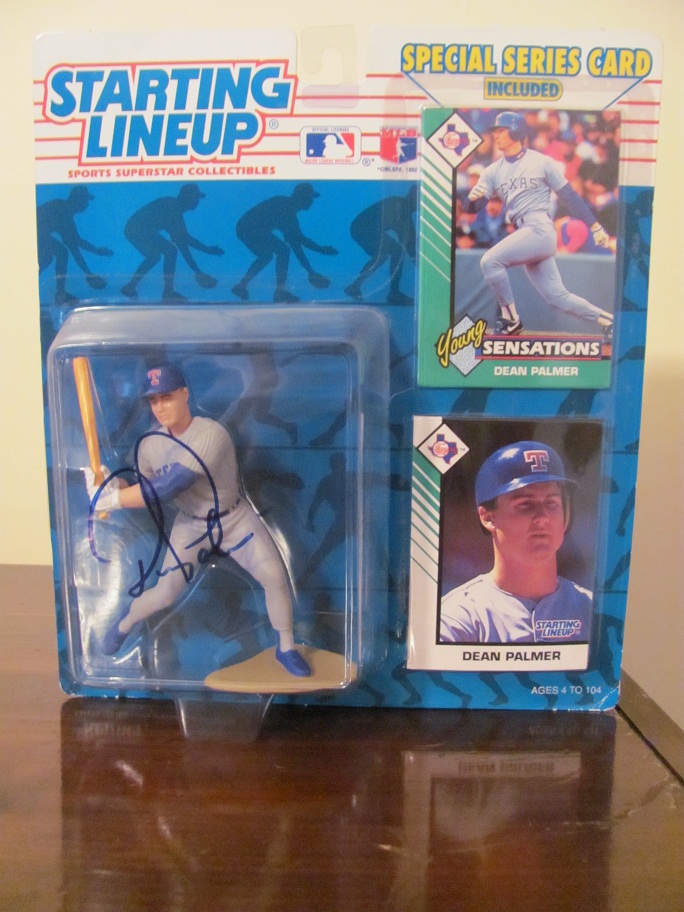 STARTING
LINEUP®
SPORTS SUPERSTAR COLLECTIBLES
MLB
SPECIAL SERIES CARD
INCLUDED
TEXAS
Young
SENSATIONS
DEAN PALMER
T
T
STARTING
LINEUP
DEAN PALMER
AGES 4 TO 104